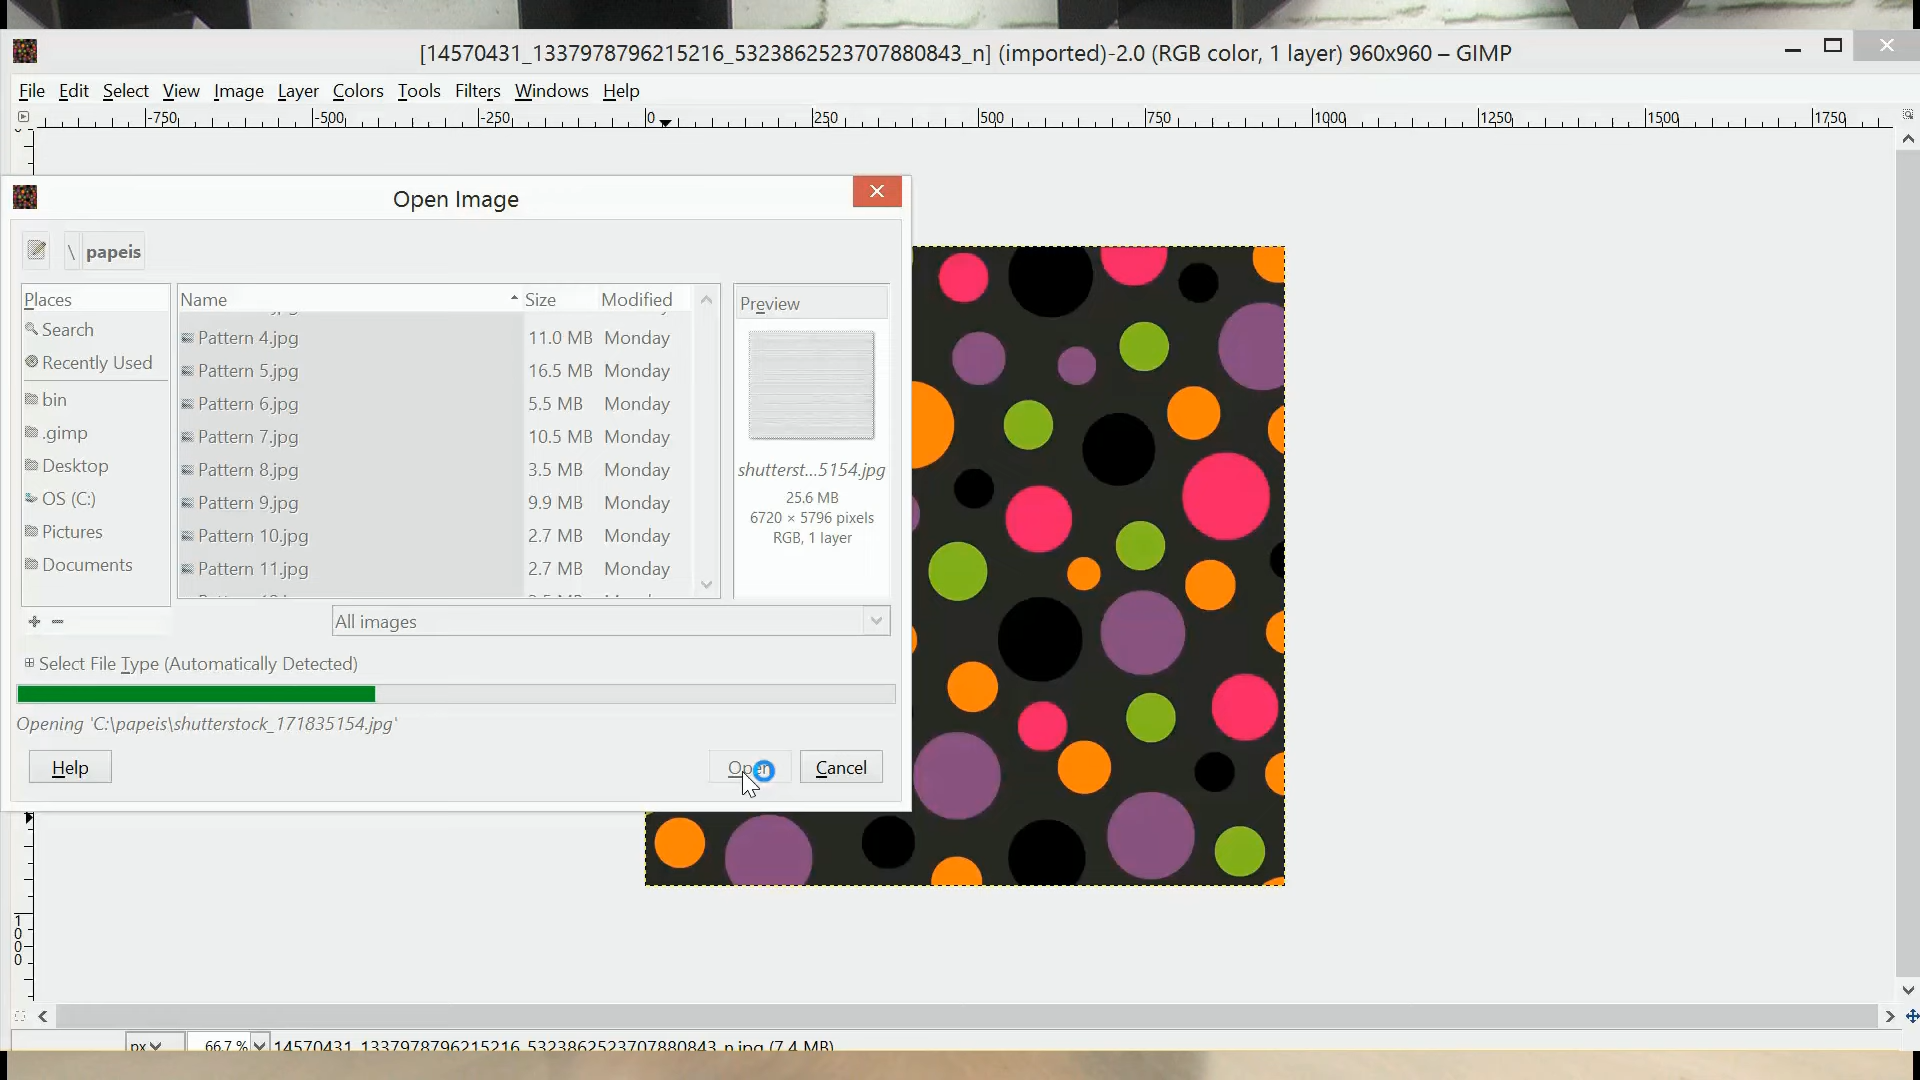 [14570431_1337978796215216_5323862523707880843_n] (imported)-2.0 (RGB color, 1 layer) 960x960 – GIMP
File Edit Select View Image Layer Colors Tools Filters Windows Help
-750 -500 -250 0 250 500 750 1000 1250 1500 1750
Open Image
\ papeis
Places
Search
Recently Used
bin
.gimp
Desktop
OS (C:)
Pictures
Documents
Name Size Modified
Pattern 4.jpg 11.0 MB Monday
Pattern 5.jpg 16.5 MB Monday
Pattern 6.jpg 5.5 MB Monday
Pattern 7.jpg 10.5 MB Monday
Pattern 8.jpg 3.5 MB Monday
Pattern 9.jpg 9.9 MB Monday
Pattern 10.jpg 2.7 MB Monday
Pattern 11.jpg 2.7 MB Monday
Preview
shutterst...5154.jpg
25.6 MB
6720 × 5796 pixels
RGB, 1 layer
All images
Select File Type (Automatically Detected)
Opening 'C:\papeis\shutterstock_171835154.jpg'
Help Open Cancel
1000
px 66.7 % 14570431_1337978796215216_5323862523707880843_n.jpg (7.4 MB)